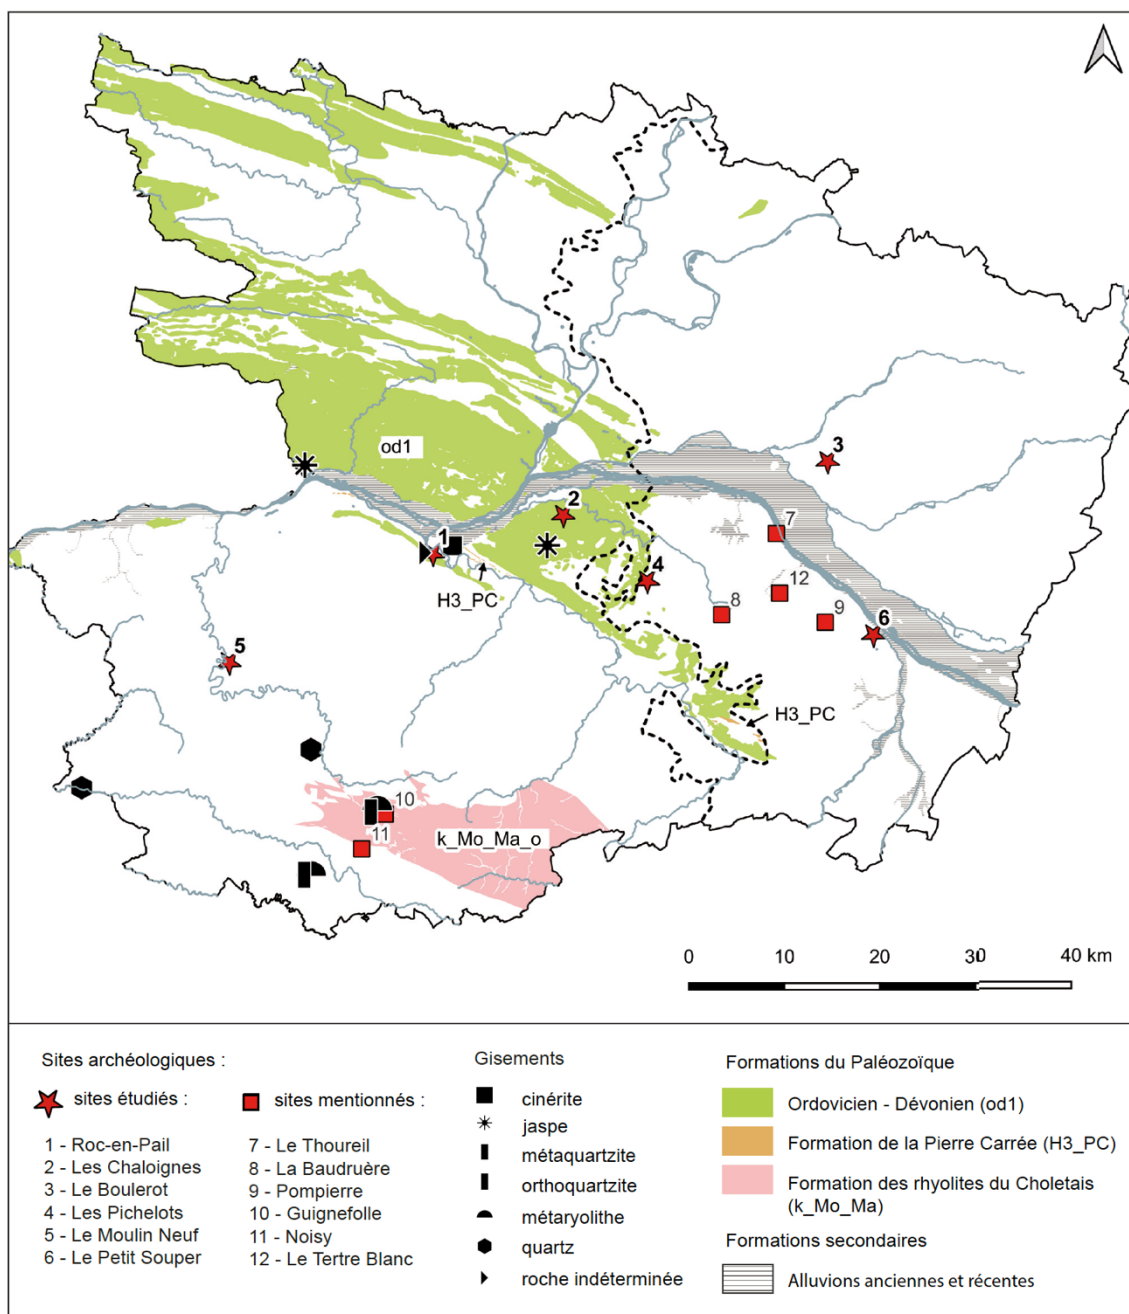 od1
3
2
7
1
4
12
H3_PC
8
9
6
5
H3_PC
10
k_Mo_Ma_o
11
0 10 20 30 40 km
Sites archéologiques :
sites étudiés :
1 - Roc-en-Pail
2 - Les Chaloignes
3 - Le Boulerot
4 - Les Pichelots
5 - Le Moulin Neuf
6 - Le Petit Souper
sites mentionnés :
7 - Le Thoureil
8 - La Baudruère
9 - Pompierre
10 - Guignefolle
11 - Noisy
12 - Le Tertre Blanc
Gisements
cinérite
jaspe
métaquartzite
orthoquartzite
métaryolithe
quartz
roche indéterminée
Formations du Paléozoïque
Ordovicien - Dévonien (od1)
Formation de la Pierre Carrée (H3_PC)
Formation des rhyolites du Choletais
(k_Mo_Ma)
Formations secondaires
Alluvions anciennes et récentes